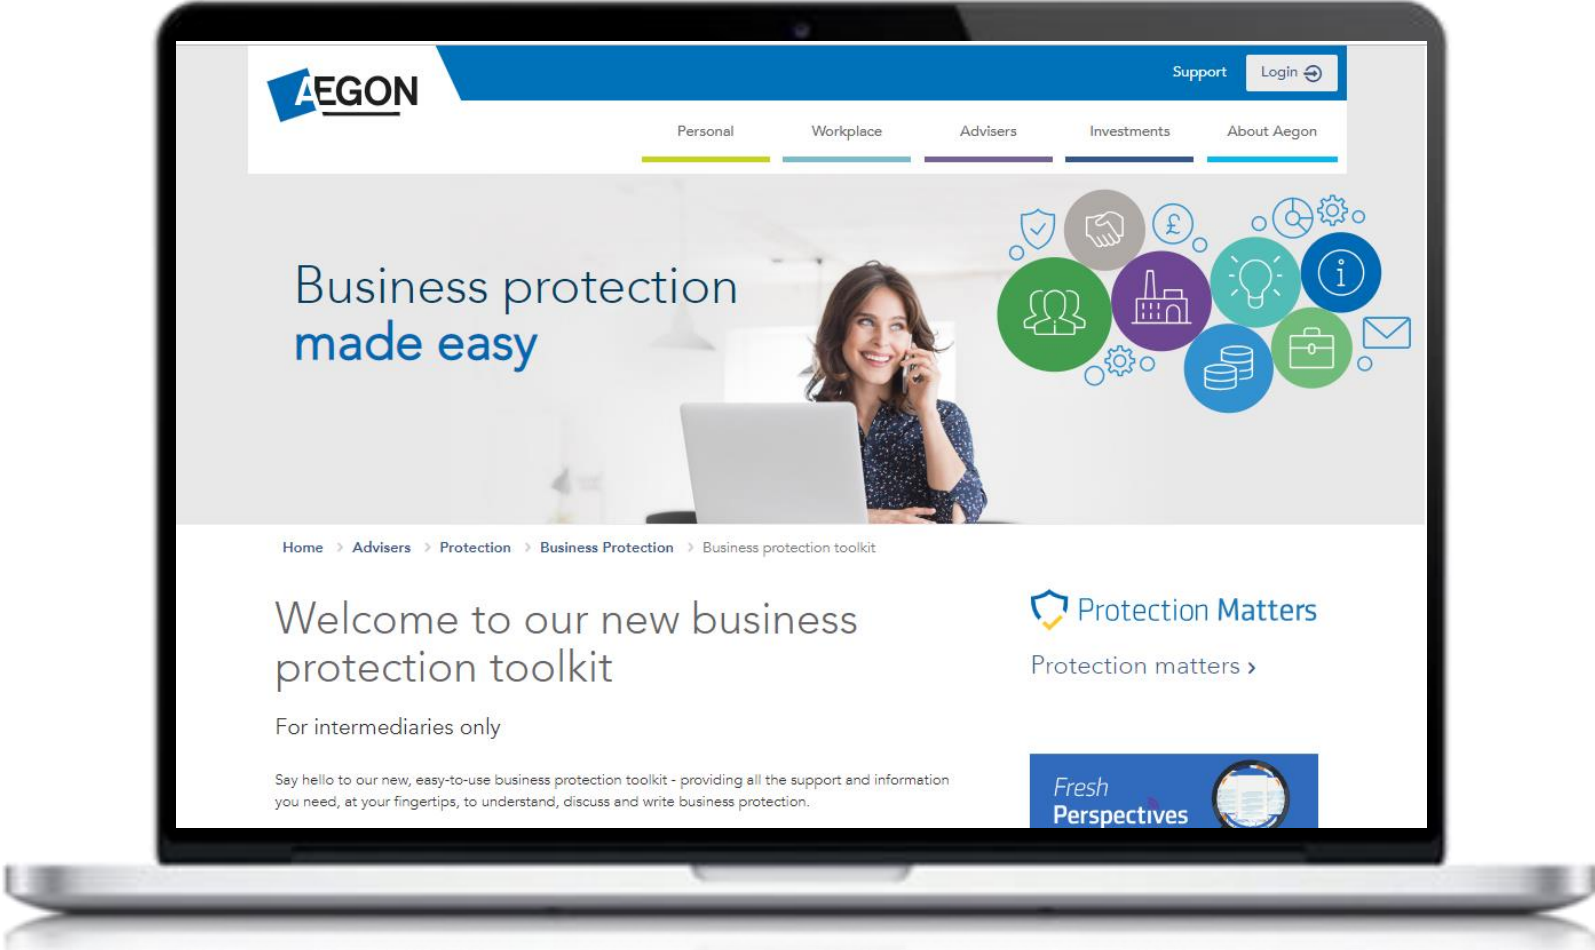 AEGON
Support
Login
Personal
Workplace
Advisers
Investments
About Aegon
Business protection
made easy
£
i
Home > Advisers > Protection > Business Protection > Business protection toolkit
Welcome to our new business
protection toolkit
For intermediaries only
Say hello to our new, easy-to-use business protection toolkit - providing all the support and information
you need, at your fingertips, to understand, discuss and write business protection.
Protection Matters
Protection matters >
Fresh
Perspectives